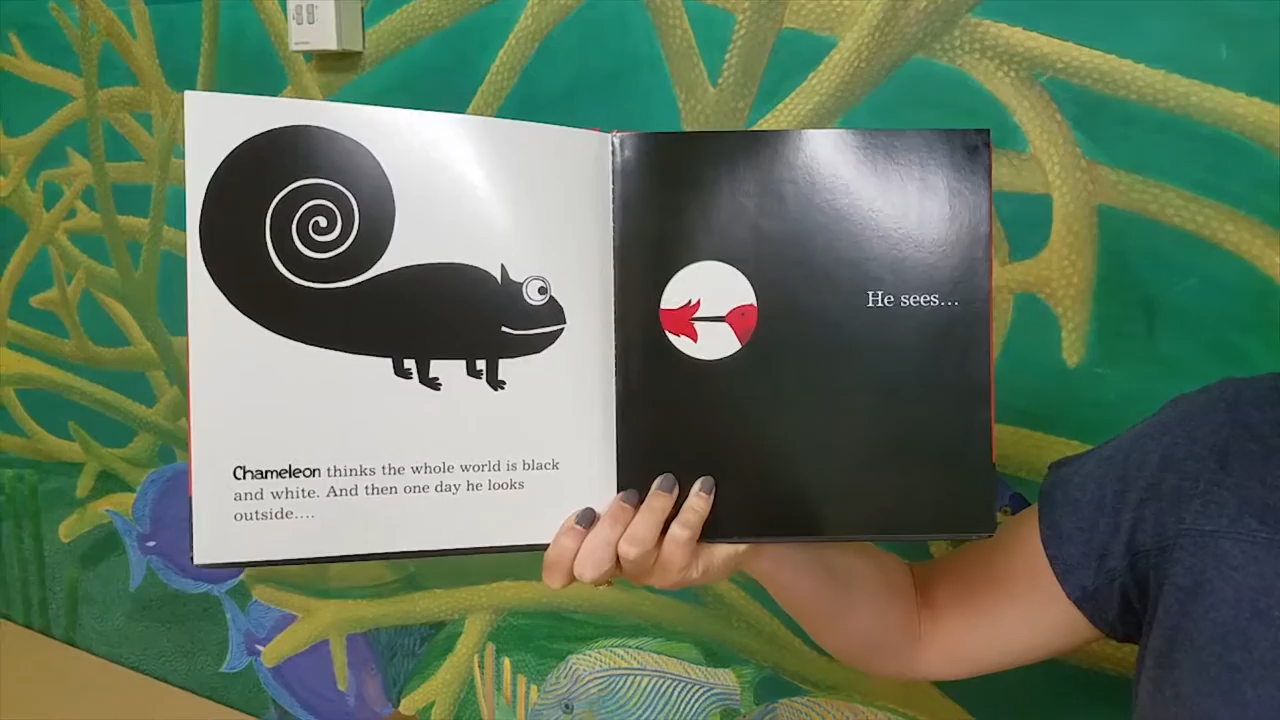 Chameleon thinks the whole world is black
and white. And then one day he looks
outside....
He sees...